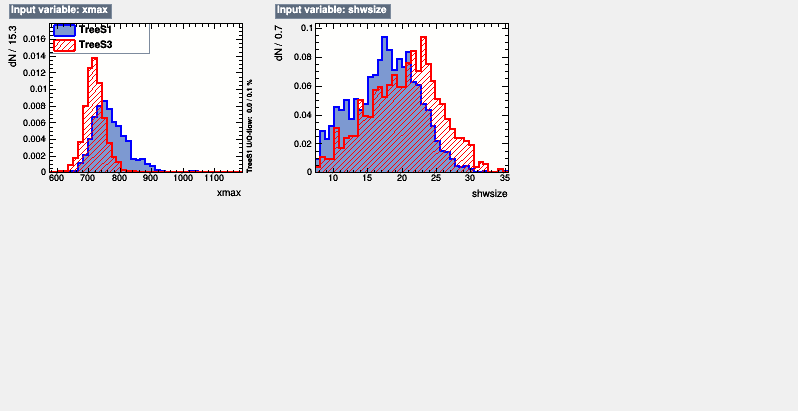 Input variable: xmax
dN / 15.3
0.016
0.014
0.012
0.01
0.008
0.006
0.004
0.002
0
TreeS1
TreeS3
600 700 800 900 1000 1100
xmax
TreeS1 U/O-flow: 0.0 / 0.1 %
Input variable: shwsize
dN / 0.7
0.1
0.08
0.06
0.04
0.02
0
10 15 20 25 30 35
shwsize